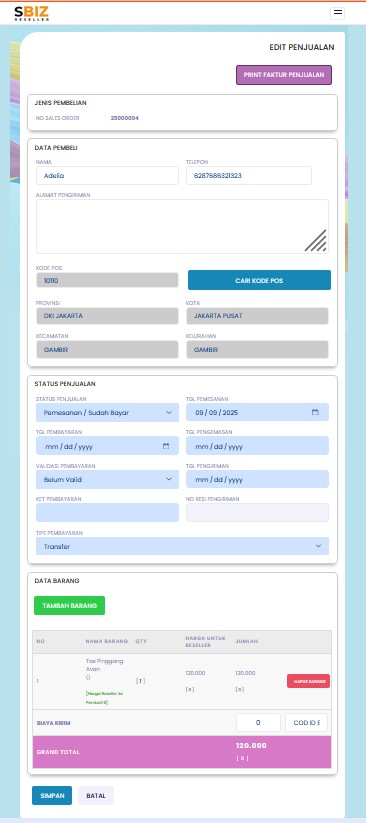 SBIZ
RESELLER
EDIT PENJUALAN
PRINT FAKTUR PENJUALAN
JENIS PEMBELIAN
NO SALES ORDER 25000004
DATA PEMBELI
NAMA TELEPON
Adelia 6287686321323
ALAMAT PENGIRIMAN
KODE POS
10110 CARI KODE POS
PROVINSI KOTA
DKI JAKARTA JAKARTA PUSAT
KECAMATAN KELURAHAN
GAMBIR GAMBIR
STATUS PENJUALAN
STATUS PENJUALAN TGL PEMESANAN
Pemesanan / Sudah Bayar 09 / 09 / 2025
TGL PEMBAYARAN TGL PENGEMASAN
mm / dd / yyyy mm / dd / yyyy
VALIDASI PEMBAYARAN TGL PENGIRIMAN
Belum Valid mm / dd / yyyy
KET PEMBAYARAN NO RESI PENGIRIMAN
TIPE PEMBAYARAN
Transfer
DATA BARANG
TAMBAH BARANG
NO NAMA BARANG QTY HARGA UNTUK RESELLER JUMLAH
1 Tas Pinggang Avan () [ 1 ] 120.000 120.000
[Harga Reseller ke Pembeli 0] [ 0 ] [ 0 ] HAPUS BARANG
BIAYA KIRIM 0 COD ID E
GRAND TOTAL 120.000
[ 0 ]
SIMPAN BATAL